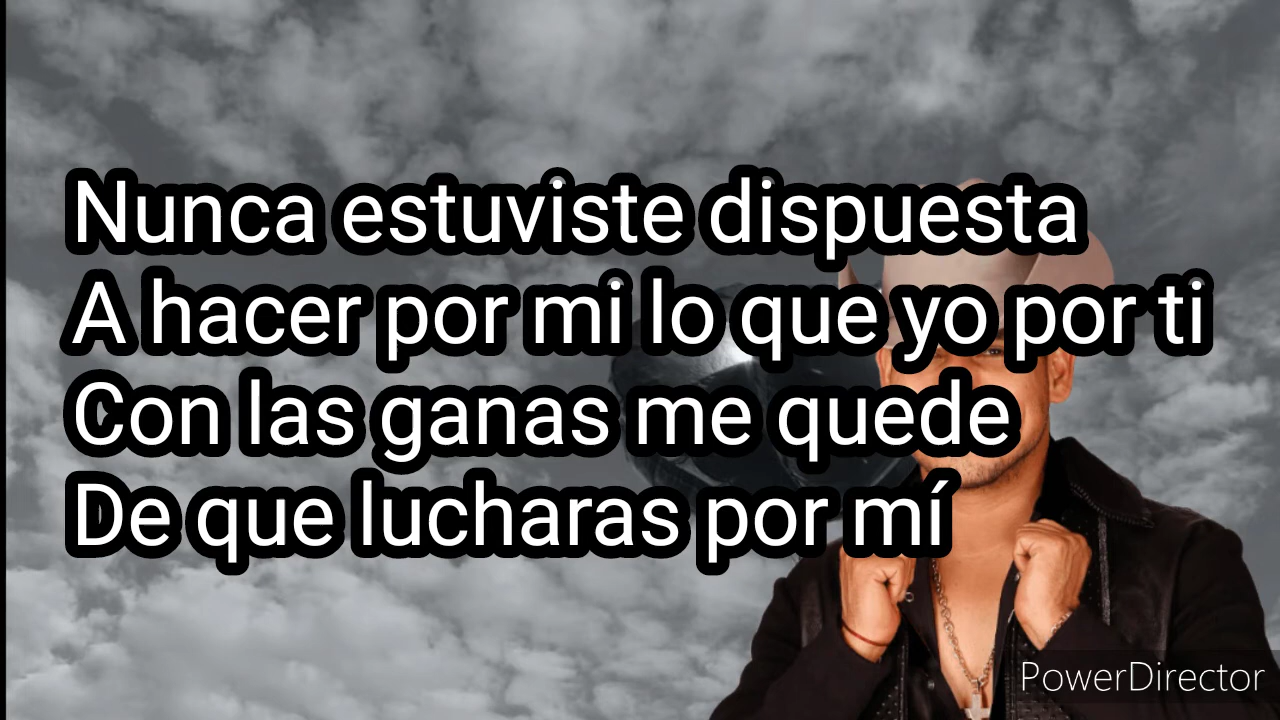 Nunca estuviste dispuesta
A hacer por mi lo que yo por ti
Con las ganas me quede
De que lucharas por mí
PowerDirector